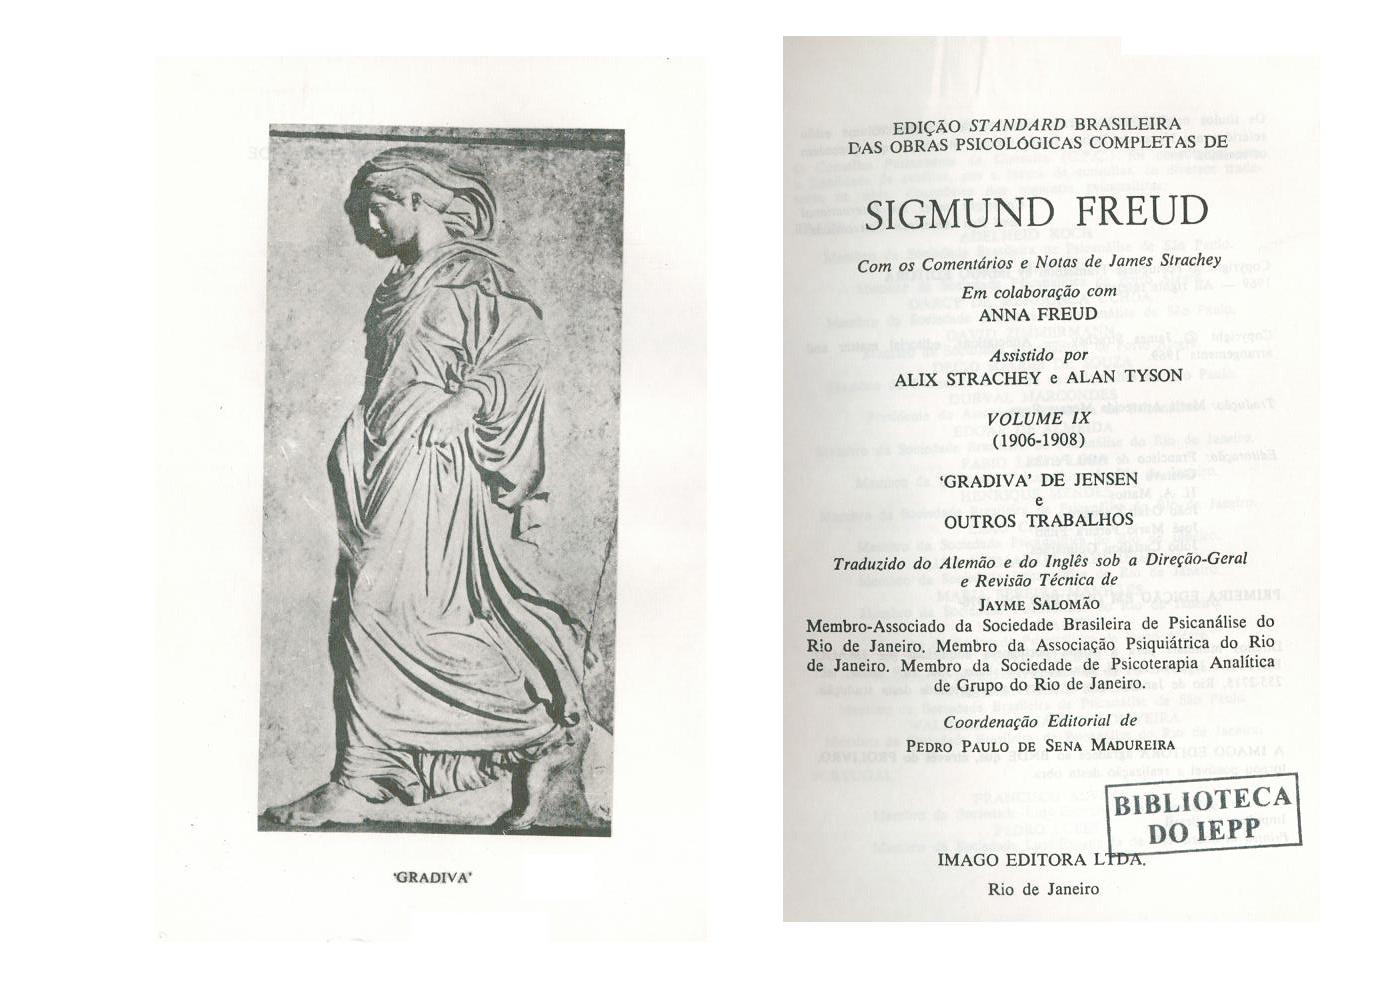 'GRADIVA'
EDIÇÃO STANDARD BRASILEIRA
DAS OBRAS PSICOLÓGICAS COMPLETAS DE
SIGMUND FREUD
Com os Comentários e Notas de James Strachey
Em colaboração com
ANNA FREUD
Assistido por
ALIX STRACHEY e ALAN TYSON
VOLUME IX
(1906-1908)
'GRADIVA' DE JENSEN
e
OUTROS TRABALHOS
Traduzido do Alemão e do Inglês sob a Direção-Geral
e Revisão Técnica de
JAYME SALOMÃO
Membro-Associado da Sociedade Brasileira de Psicanálise do
Rio de Janeiro. Membro da Associação Psiquiátrica do Rio
de Janeiro. Membro da Sociedade de Psicoterapia Analítica
de Grupo do Rio de Janeiro.
Coordenação Editorial de
PEDRO PAULO DE SENA MADUREIRA
BIBLIOTECA
DO IEPP
IMAGO EDITORA LTDA.
Rio de Janeiro